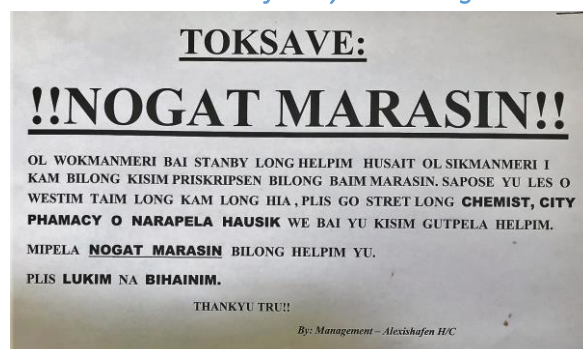 TOKSAVE:
!!NOGAT MARASIN!!
OL WOKMANMERI BAI STANBY LONG HELPIM HUSAIT OL SIKMANMERI I
KAM BILONG KISIM PRISKRIPSEN BILONG BAIM MARASIN. SAPOSE YU LES O
WESTIM TAIM LONG KAM LONG HIA , PLIS GO STRET LONG CHEMIST, CITY
PHAMACY O NARAPELA HAUSIK WE BAI YU KISIM GUTPELA HELPIM.
MIPELA NOGAT MARASIN BILONG HELPIM YU.
PLIS LUKIM NA BIHAINIM.
THANKYU TRU!!
By: Management – Alexishafen H/C